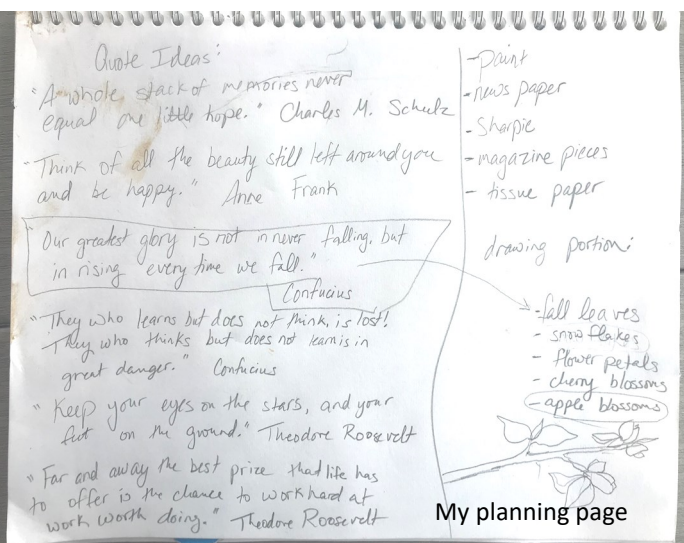 Quote Ideas:
"A whole stack of memories never
equal one little hope." Charles M. Schulz
"Think of all the beauty still left around you
and be happy." Anne Frank
"Our greatest glory is not in never falling, but
in rising every time we fall."
Confucius
"They who learns but does not think, is lost!
They who thinks but does not learn is in
great danger." Confucius
"Keep your eyes on the stars, and your
feet on the ground." Theodore Roosevelt
"Far and away the best prize that life has
to offer is the chance to work hard at
work worth doing." Theodore Roosevelt
- paint
- news paper
- Sharpie
- magazine pieces
- tissue paper
drawing portion:
- fall leaves
- snow flakes
- flower petals
- cherry blossoms
- apple blossoms
My planning page